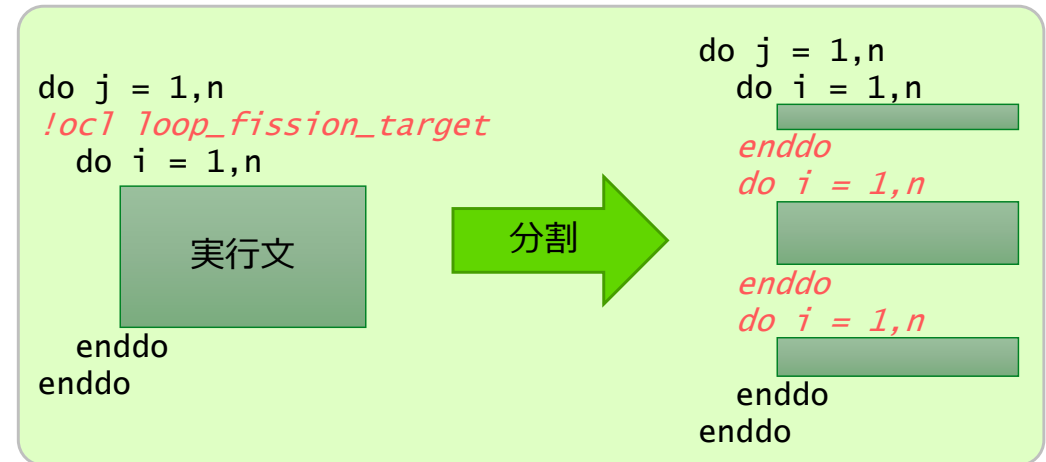 do j = 1,n
!ocl loop_fission_target
do i = 1,n
実行文
enddo
enddo
分割
do j = 1,n
do i = 1,n
enddo
do i = 1,n
enddo
do i = 1,n
enddo
enddo